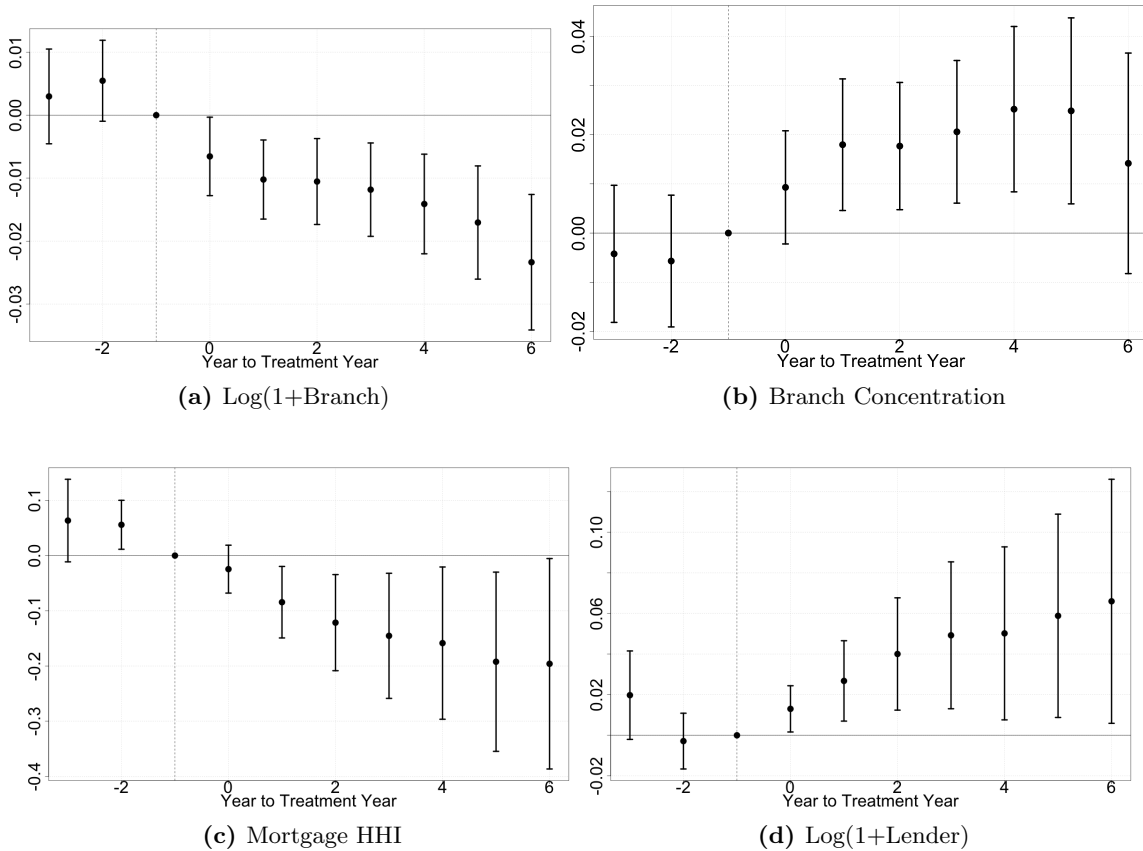 0.01
0.00
-0.01
-0.02
-0.03
-2 0 2 4 6
Year to Treatment Year
(a) Log(1+Branch)
0.04
0.02
0.00
-0.02
-2 0 2 4 6
Year to Treatment Year
(b) Branch Concentration
0.1
0.0
-0.1
-0.2
-0.3
-0.4
-2 0 2 4 6
Year to Treatment Year
(c) Mortgage HHI
0.10
0.06
0.02
-0.02
-2 0 2 4 6
Year to Treatment Year
(d) Log(1+Lender)